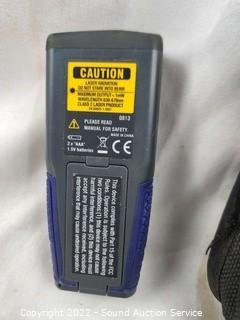 CAUTION
LASER RADIATION
DO NOT STARE INTO BEAM
MAXIMUM OUTPUT < 1mW
WAVELENGTH 630-670nm
CLASS 2 LASER PRODUCT
0813
PLEASE READ
MANUAL FOR SAFETY.
MADE IN CHINA
2 x "AAA"
1.5V batteries
CE
This device complies with Part 15 of the FCC
Rules. Operation is subject to the following
two conditions: (1) this device may not cause
harmful interference, and (2) this device must
accept any interference received, including
interference that may cause undesired operation.
Copyright 2022 - Sound Auction Service